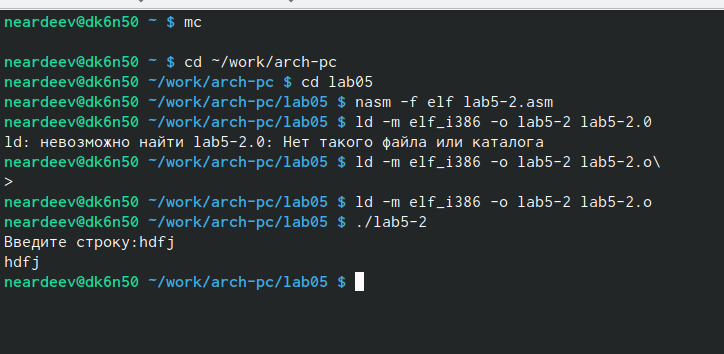 neardeev@dk6n50 ~ $ mc
neardeev@dk6n50 ~ $ cd ~/work/arch-pc
neardeev@dk6n50 ~/work/arch-pc $ cd lab05
neardeev@dk6n50 ~/work/arch-pc/lab05 $ nasm -f elf lab5-2.asm
neardeev@dk6n50 ~/work/arch-pc/lab05 $ ld -m elf_i386 -o lab5-2 lab5-2.0
ld: невозможно найти lab5-2.0: Нет такого файла или каталога
neardeev@dk6n50 ~/work/arch-pc/lab05 $ ld -m elf_i386 -o lab5-2 lab5-2.o\
>
neardeev@dk6n50 ~/work/arch-pc/lab05 $ ld -m elf_i386 -o lab5-2 lab5-2.o
neardeev@dk6n50 ~/work/arch-pc/lab05 $ ./lab5-2
Введите строку:hdfj
hdfj
neardeev@dk6n50 ~/work/arch-pc/lab05 $